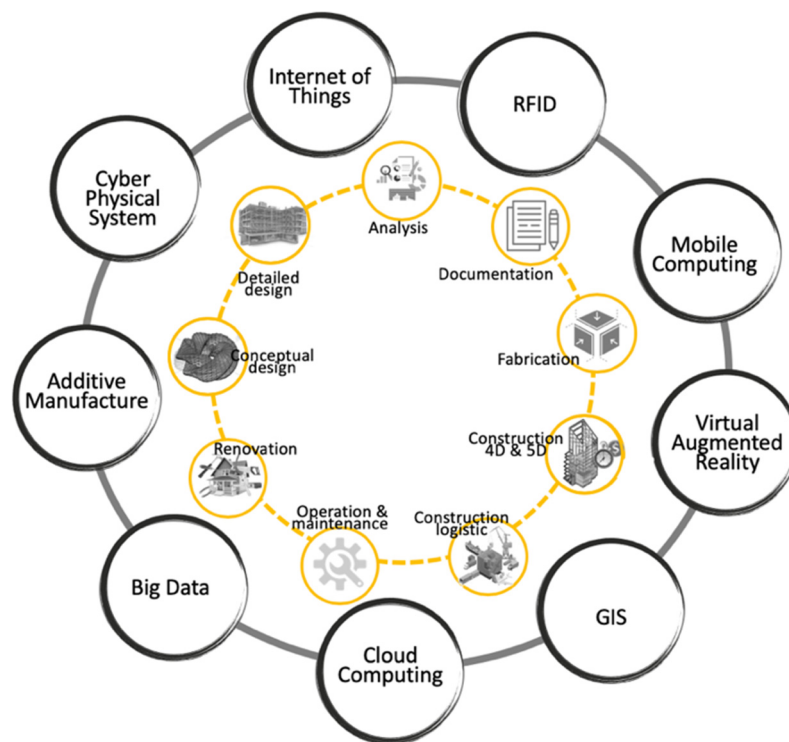 Internet of
Things
RFID
Cyber
Physical
System
Analysis
Mobile
Computing
Detailed
design
Documentation
Conceptual
design
Fabrication
Additive
Manufacture
Virtual
Augmented
Reality
Renovation
Construction
4D & 5D
Operation &
maintenance
Construction
logistic
Big Data
GIS
Cloud
Computing